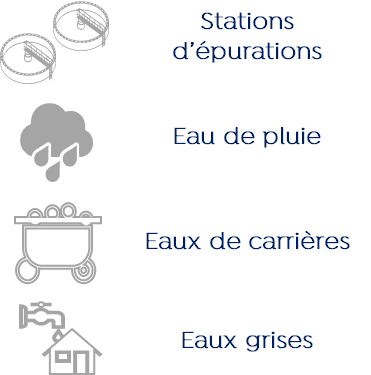 Stations
d'épurations
Eau de pluie
Eaux de carrières
Eaux grises